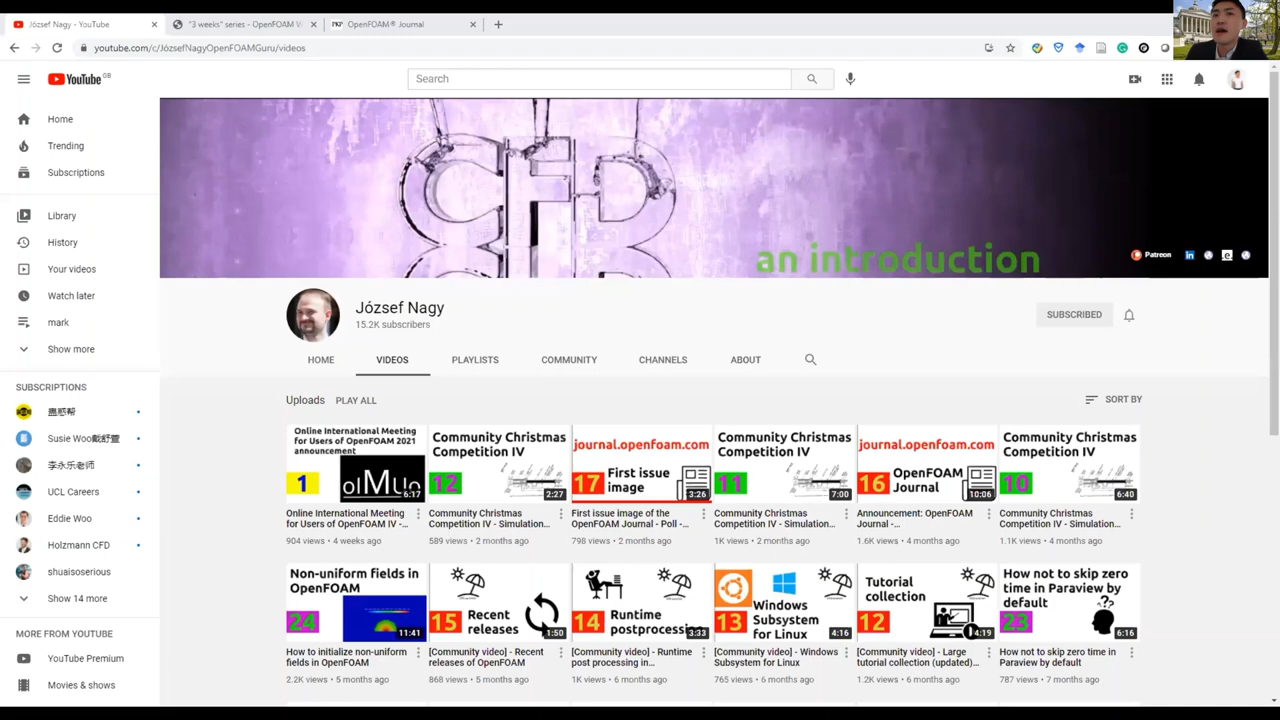 József Nagy - YouTube
"3 weeks" series - OpenFOAM W
OpenFOAM® Journal
youtube.com/c/JózsefNagyOpenFOAMGuru/videos
YouTube GB
Search
Home
Trending
Subscriptions
Library
History
Your videos
Watch later
mark
Show more
SUBSCRIPTIONS
蛊惑帮
Susie Woo戴舒萱
李永乐老师
UCL Careers
Eddie Woo
Holzmann CFD
shuaisoserious
Show 14 more
MORE FROM YOUTUBE
YouTube Premium
Movies & shows
CFD
an introduction
Patreon
József Nagy
15.2K subscribers
SUBSCRIBED
HOME VIDEOS PLAYLISTS COMMUNITY CHANNELS ABOUT
Uploads PLAY ALL
SORT BY
Online International Meeting
for Users of OpenFOAM 2021
announcement
1
oIMUO
6:17
Online International Meeting
for Users of OpenFOAM IV -...
904 views • 4 weeks ago
Community Christmas
Competition IV
12
2:27
Community Christmas
Competition IV - Simulation...
589 views • 2 months ago
journal.openfoam.com
17 First issue
image
3:26
First issue image of the
OpenFOAM Journal - Poll -...
798 views • 2 months ago
Community Christmas
Competition IV
11
7:00
Community Christmas
Competition IV - Simulation...
1K views • 2 months ago
journal.openfoam.com
16 OpenFOAM
Journal
10:06
Announcement: OpenFOAM
Journal -...
1.6K views • 4 months ago
Community Christmas
Competition IV
10
6:40
Community Christmas
Competition IV - Simulation...
1.1K views • 4 months ago
Non-uniform fields in
OpenFOAM
24
11:41
How to initialize non-uniform
fields in OpenFOAM
2.2K views • 5 months ago
15 Recent
releases
1:50
[Community video] - Recent
releases of OpenFOAM
868 views • 5 months ago
14 Runtime
postprocessing
3:33
[Community video] - Runtime
post processing in...
1K views • 6 months ago
13 Windows
Subsystem
for Linux
4:16
[Community video] - Windows
Subsystem for Linux
765 views • 6 months ago
Tutorial
collection
12
4:19
[Community video] - Large
tutorial collection (updated)...
1.2K views • 6 months ago
How not to skip zero
time in Paraview by
default
23
6:16
How not to skip zero time in
Paraview by default
787 views • 7 months ago